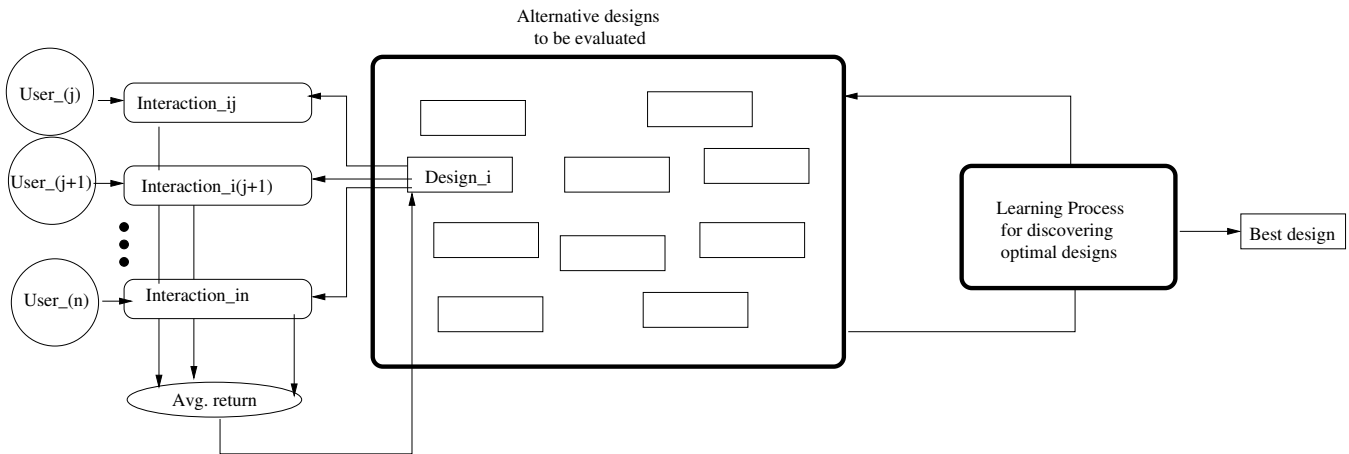 Alternative designs
to be evaluated
User_(j)
Interaction_ij
User_(j+1)
Interaction_i(j+1)
Design_i
Learning Process
for discovering
optimal designs
Best design
User_(n)
Interaction_in
Avg. return